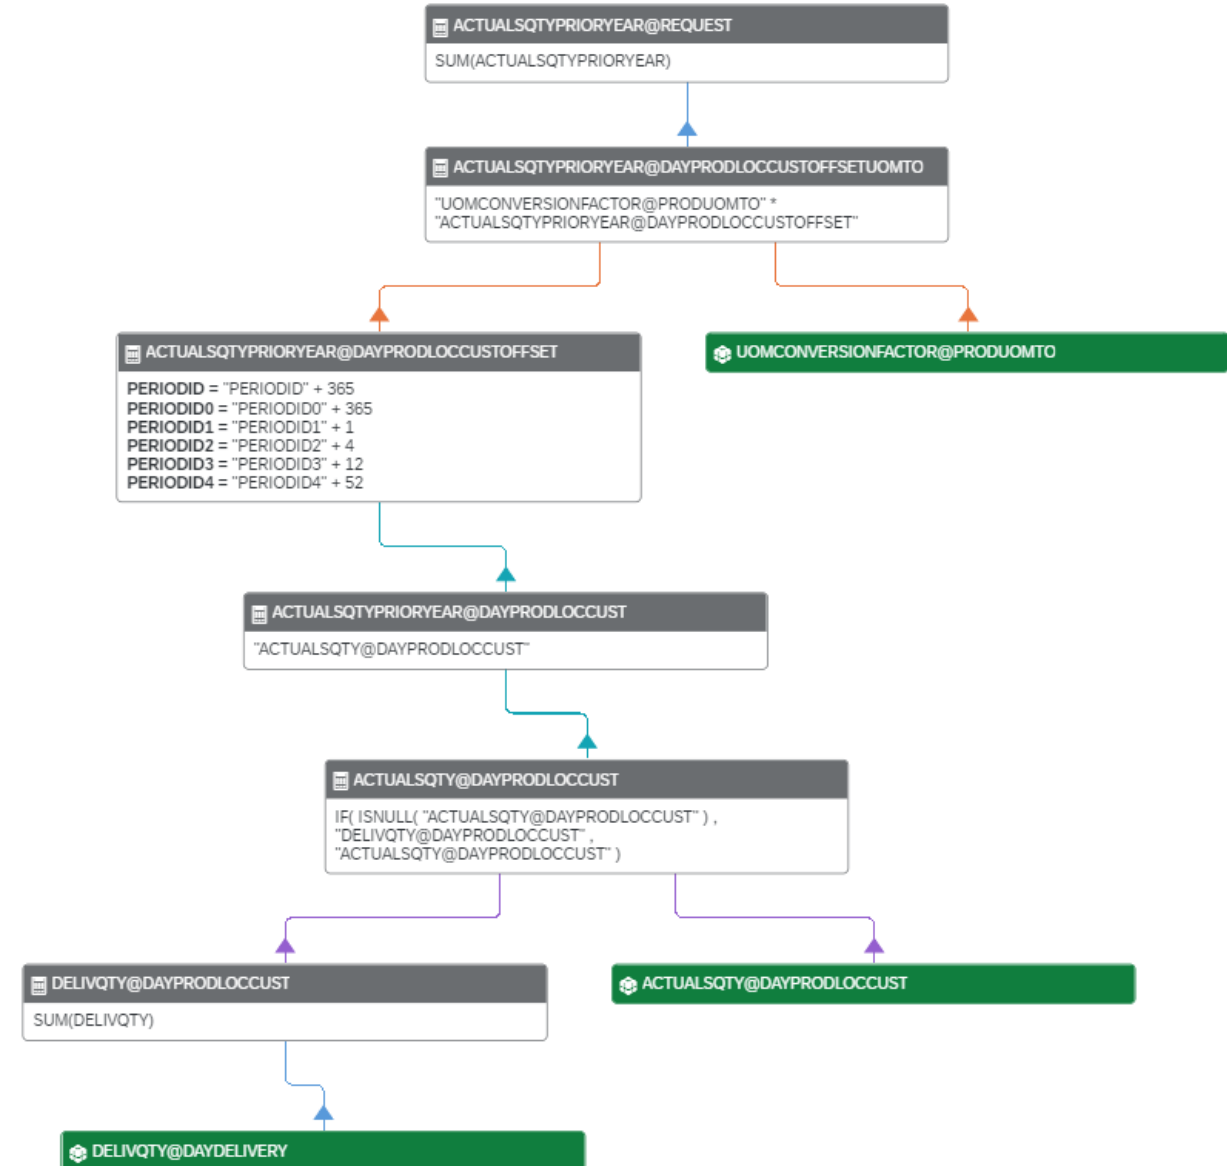 ACTUALSQTYPRIORYEAR@REQUEST
SUM(ACTUALSQTYPRIORYEAR)
ACTUALSQTYPRIORYEAR@DAYPRODLOCCUSTOFFSETUOMTO
"UOMCONVERSIONFACTOR@PRODUOMTO" *
"ACTUALSQTYPRIORYEAR@DAYPRODLOCCUSTOFFSET"
ACTUALSQTYPRIORYEAR@DAYPRODLOCCUSTOFFSET
PERIODID = "PERIODID" + 365
PERIODID0 = "PERIODID0" + 365
PERIODID1 = "PERIODID1" + 1
PERIODID2 = "PERIODID2" + 4
PERIODID3 = "PERIODID3" + 12
PERIODID4 = "PERIODID4" + 52
UOMCONVERSIONFACTOR@PRODUOMTO
ACTUALSQTYPRIORYEAR@DAYPRODLOCCUST
"ACTUALSQTY@DAYPRODLOCCUST"
ACTUALSQTY@DAYPRODLOCCUST
IF( ISNULL( "ACTUALSQTY@DAYPRODLOCCUST" ) ,
"DELIVQTY@DAYPRODLOCCUST" ,
"ACTUALSQTY@DAYPRODLOCCUST" )
DELIVQTY@DAYPRODLOCCUST
SUM(DELIVQTY)
ACTUALSQTY@DAYPRODLOCCUST
DELIVQTY@DAYDELIVERY